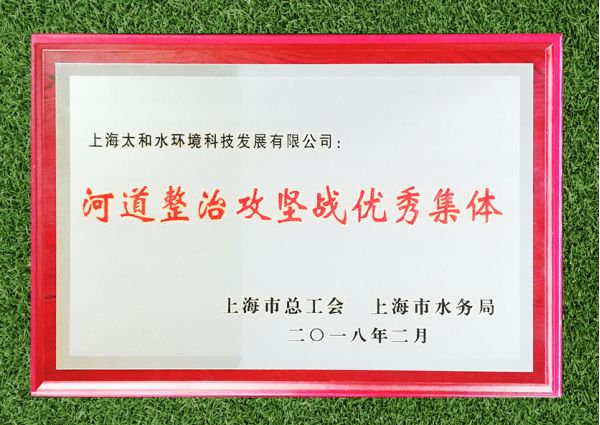 上海太和水环境科技发展有限公司：
河道整治攻坚战优秀集体
上海市总工会 上海市水务局
二〇一八年二月